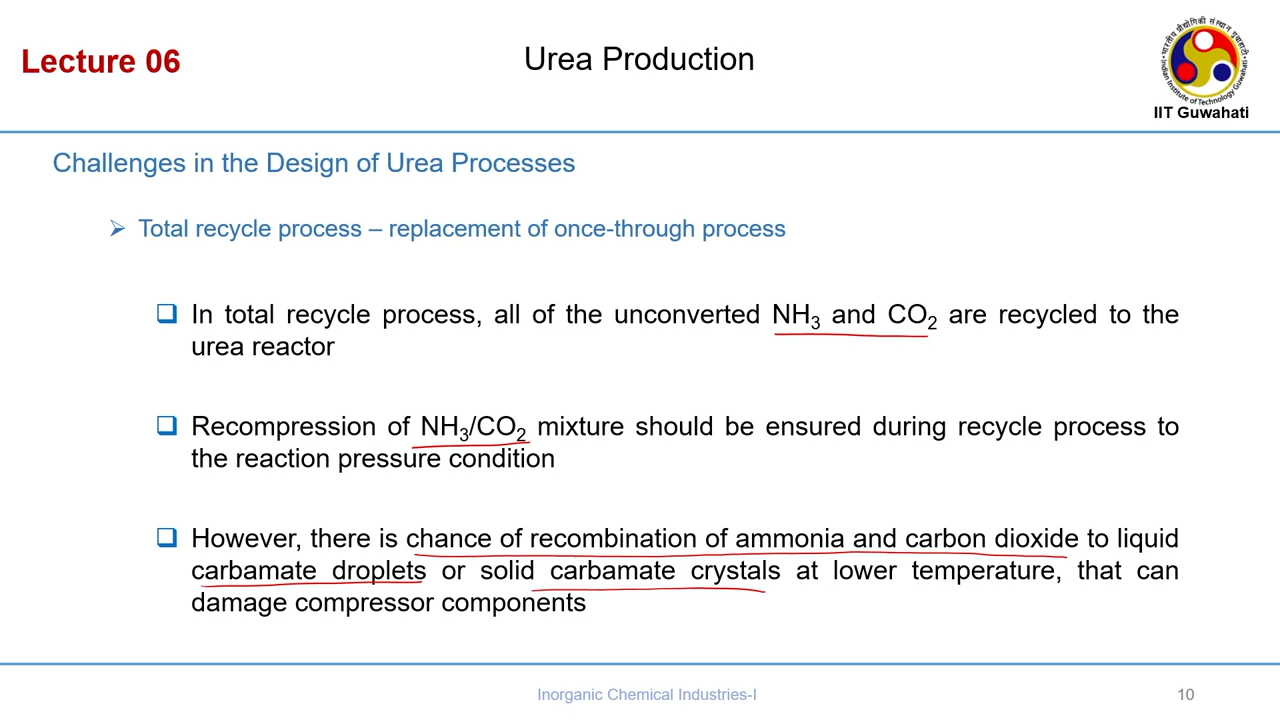 Lecture 06
Urea Production
IIT Guwahati
Challenges in the Design of Urea Processes
➢ Total recycle process – replacement of once-through process
❑ In total recycle process, all of the unconverted NH₃ and CO₂ are recycled to the
urea reactor
❑ Recompression of NH₃/CO₂ mixture should be ensured during recycle process to
the reaction pressure condition
❑ However, there is chance of recombination of ammonia and carbon dioxide to liquid
carbamate droplets or solid carbamate crystals at lower temperature, that can
damage compressor components
Inorganic Chemical Industries-I
10